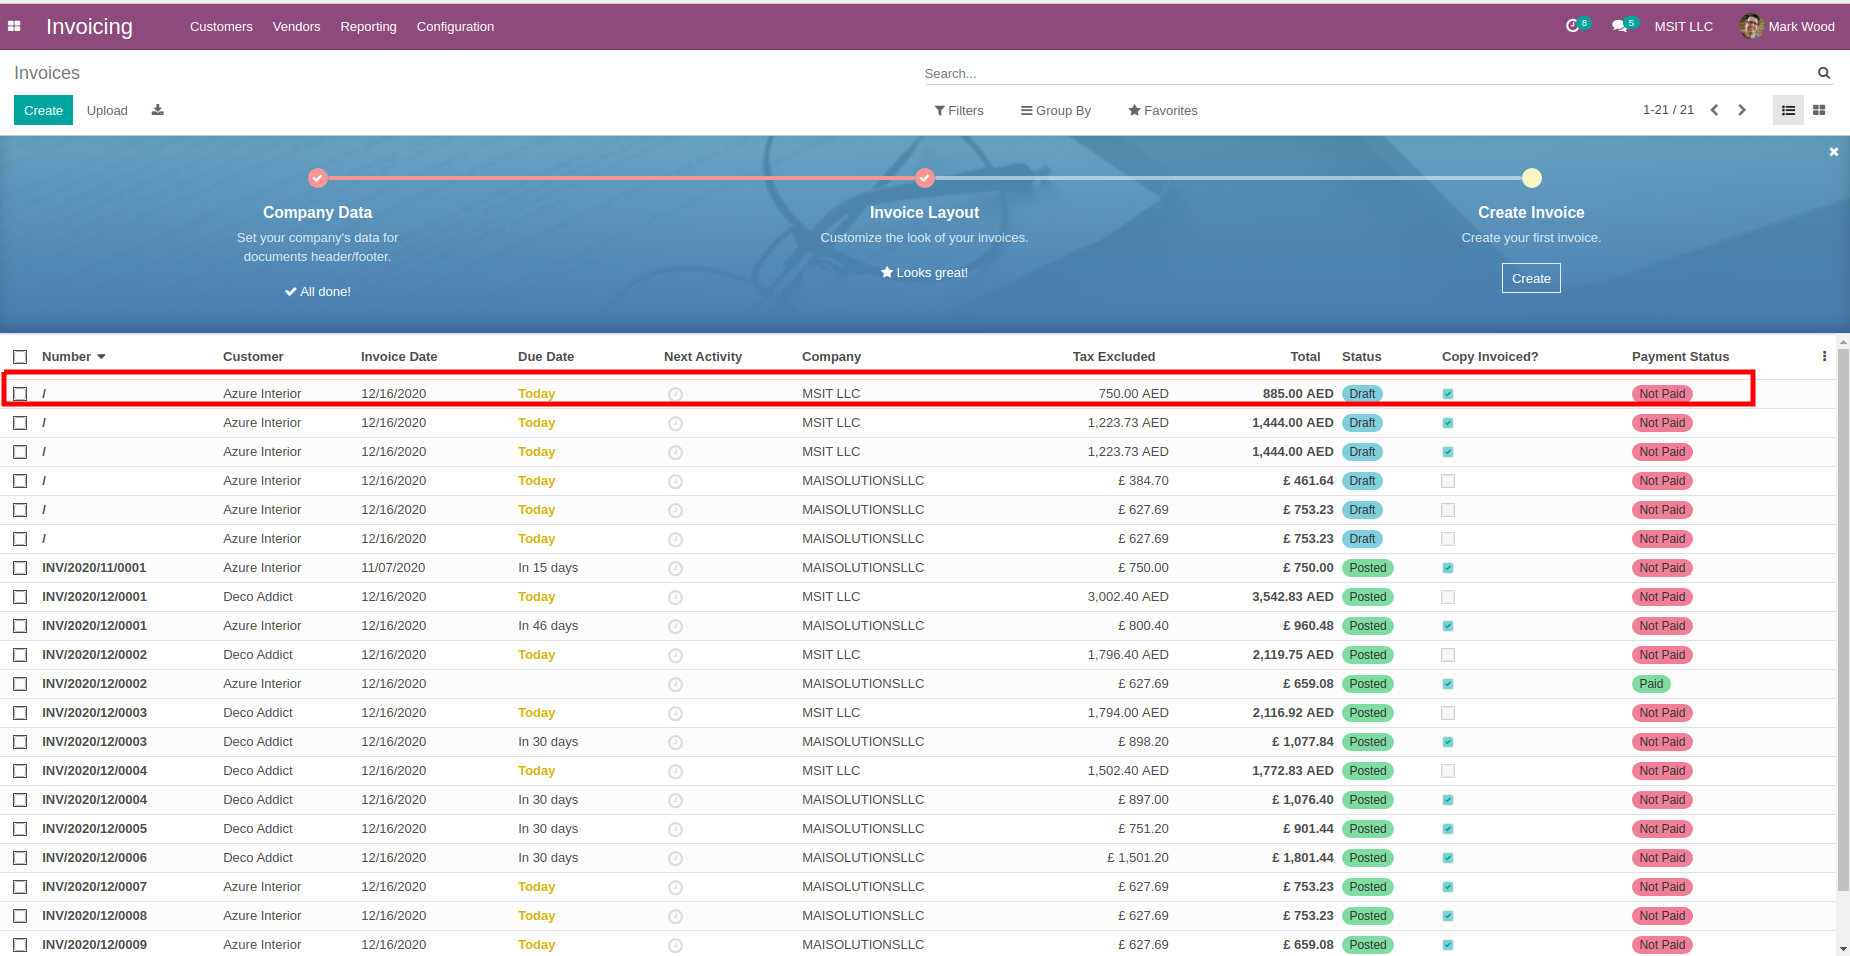 Invoicing Customers Vendors Reporting Configuration 8 5 MSIT LLC Mark Wood
Invoices
Search...
Create Upload Filters Group By Favorites 1-21 / 21
Company Data Invoice Layout Create Invoice
Set your company's data for Customize the look of your invoices. Create your first invoice.
documents header/footer.
Looks great! Create
All done!
Number Customer Invoice Date Due Date Next Activity Company Tax Excluded Total Status Copy Invoiced? Payment Status
/ Azure Interior 12/16/2020 Today MSIT LLC 750.00 AED 885.00 AED Draft Not Paid
/ Azure Interior 12/16/2020 Today MSIT LLC 1,223.73 AED 1,444.00 AED Draft Not Paid
/ Azure Interior 12/16/2020 Today MSIT LLC 1,223.73 AED 1,444.00 AED Draft Not Paid
/ Azure Interior 12/16/2020 Today MAISOLUTIONSLLC £ 384.70 £ 461.64 Draft Not Paid
/ Azure Interior 12/16/2020 Today MAISOLUTIONSLLC £ 627.69 £ 753.23 Draft Not Paid
/ Azure Interior 12/16/2020 Today MAISOLUTIONSLLC £ 627.69 £ 753.23 Draft Not Paid
INV/2020/11/0001 Azure Interior 11/07/2020 In 15 days MAISOLUTIONSLLC £ 750.00 £ 750.00 Posted Not Paid
INV/2020/12/0001 Deco Addict 12/16/2020 Today MSIT LLC 3,002.40 AED 3,542.83 AED Posted Not Paid
INV/2020/12/0001 Azure Interior 12/16/2020 In 46 days MAISOLUTIONSLLC £ 800.40 £ 960.48 Posted Not Paid
INV/2020/12/0002 Deco Addict 12/16/2020 Today MSIT LLC 1,796.40 AED 2,119.75 AED Posted Not Paid
INV/2020/12/0002 Azure Interior 12/16/2020 MAISOLUTIONSLLC £ 627.69 £ 659.08 Posted Paid
INV/2020/12/0003 Deco Addict 12/16/2020 Today MSIT LLC 1,794.00 AED 2,116.92 AED Posted Not Paid
INV/2020/12/0003 Deco Addict 12/16/2020 In 30 days MAISOLUTIONSLLC £ 898.20 £ 1,077.84 Posted Not Paid
INV/2020/12/0004 Deco Addict 12/16/2020 Today MSIT LLC 1,502.40 AED 1,772.83 AED Posted Not Paid
INV/2020/12/0004 Deco Addict 12/16/2020 In 30 days MAISOLUTIONSLLC £ 897.00 £ 1,076.40 Posted Not Paid
INV/2020/12/0005 Deco Addict 12/16/2020 In 30 days MAISOLUTIONSLLC £ 751.20 £ 901.44 Posted Not Paid
INV/2020/12/0006 Deco Addict 12/16/2020 In 30 days MAISOLUTIONSLLC £ 1,501.20 £ 1,801.44 Posted Not Paid
INV/2020/12/0007 Azure Interior 12/16/2020 Today MAISOLUTIONSLLC £ 627.69 £ 753.23 Posted Not Paid
INV/2020/12/0008 Azure Interior 12/16/2020 Today MAISOLUTIONSLLC £ 627.69 £ 753.23 Posted Not Paid
INV/2020/12/0009 Azure Interior 12/16/2020 Today MAISOLUTIONSLLC £ 627.69 £ 659.08 Posted Not Paid